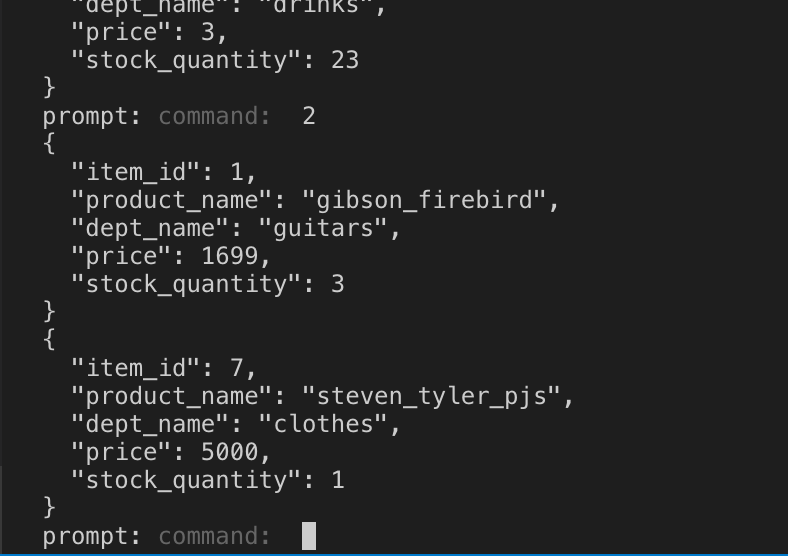 "dept_name": "drinks",
"price": 3,
"stock_quantity": 23
}
prompt: command:  2
{
"item_id": 1,
"product_name": "gibson_firebird",
"dept_name": "guitars",
"price": 1699,
"stock_quantity": 3
}
{
"item_id": 7,
"product_name": "steven_tyler_pjs",
"dept_name": "clothes",
"price": 5000,
"stock_quantity": 1
}
prompt: command: